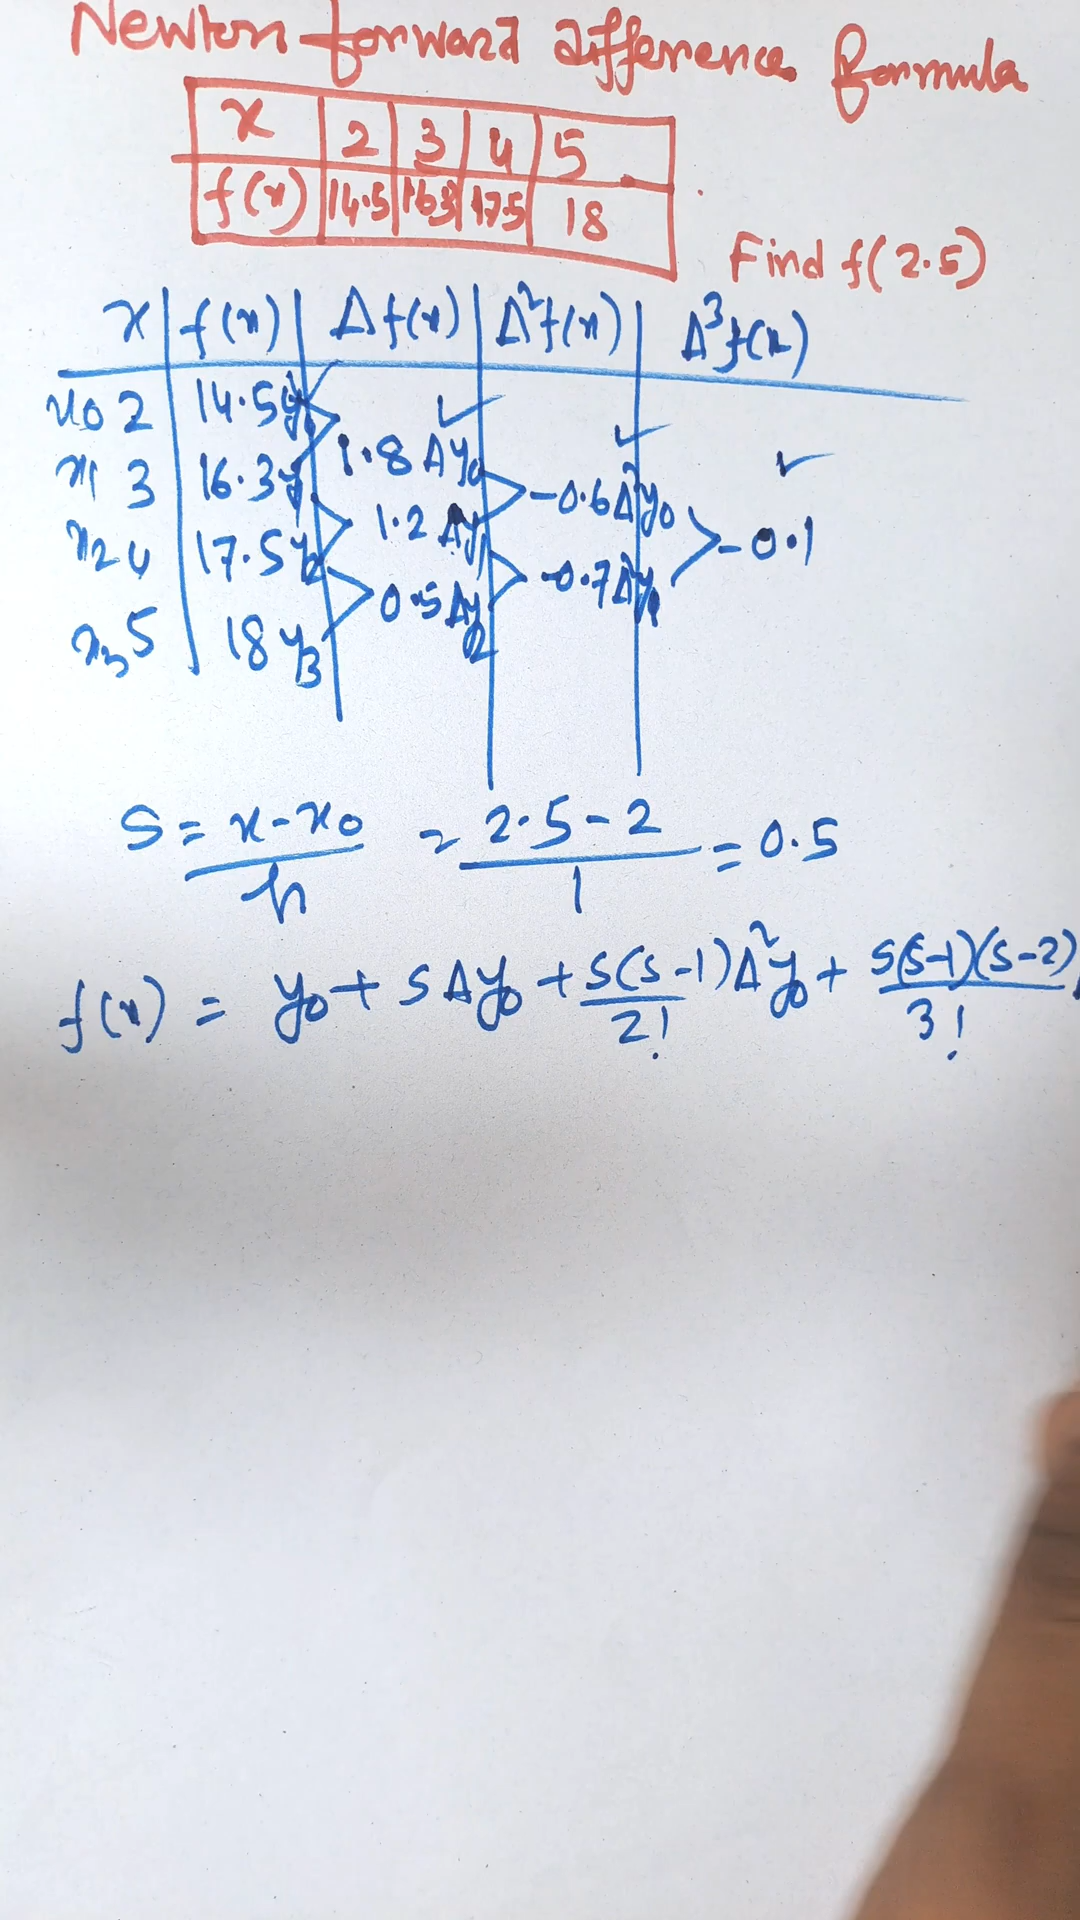 Newton forward difference formula
x 2 3 4 5
f(x) 14.5 16.3 17.5 18
Find f(2.5)
x f(x) Δf(x) Δ²f(x) Δ³f(x)
x0 2 14.5 y0
1.8 Δy0
x1 3 16.3 y1 -0.6 Δ²y0
1.2 Δy1 -0.1
x2 4 17.5 y2 -0.7 Δ²y1
0.5 Δy2
x3 5 18 y3
S = x-x0/h = 2.5-2/1 = 0.5
f(x) = y0 + S Δy0 + S(S-1)/2! Δ²y0 + S(S-1)(S-2)/3!